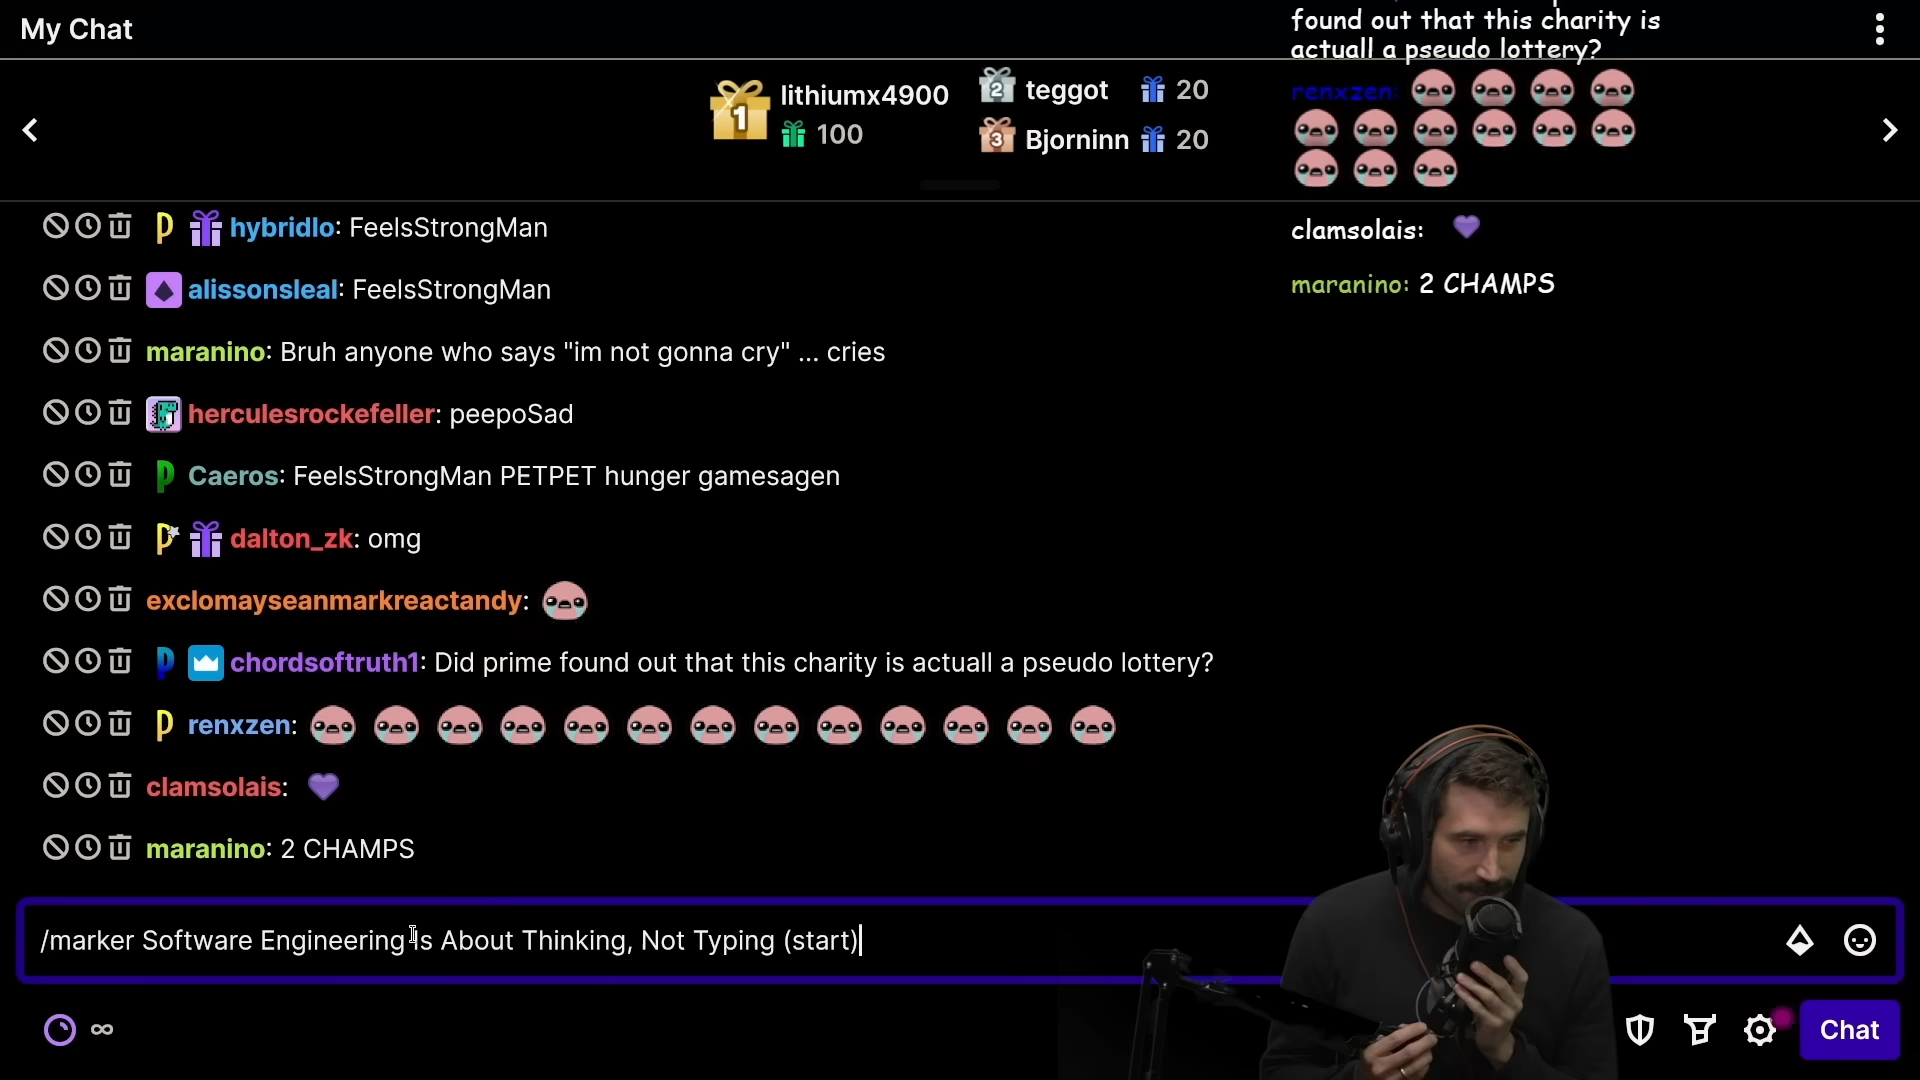 My Chat
found out that this charity is
actuall a pseudo lottery?
1 lithiumx4900
100
2 teggot 20
3 Bjorninn 20
renxzen:
clamsolais:
maranino: 2 CHAMPS
hybridlo: FeelsStrongMan
alissonsleal: FeelsStrongMan
maranino: Bruh anyone who says "im not gonna cry" ... cries
herculesrockefeller: peepoSad
Caeros: FeelsStrongMan PETPET hunger gamesagen
dalton_zk: omg
exclomayseanmarkreactandy:
chordsoftruth1: Did prime found out that this charity is actuall a pseudo lottery?
renxzen:
clamsolais:
maranino: 2 CHAMPS
/marker Software Engineering Is About Thinking, Not Typing (start)
Chat